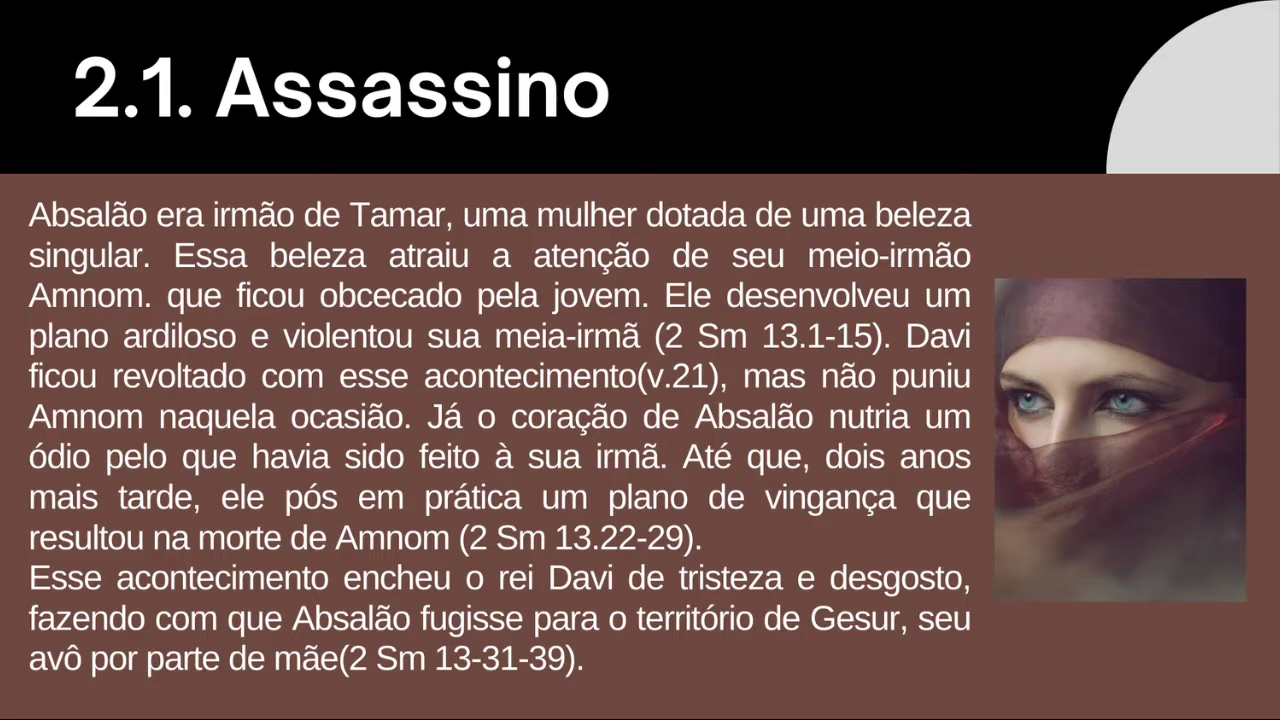 2.1. Assassino
Absalão era irmão de Tamar, uma mulher dotada de uma beleza
singular. Essa beleza atraiu a atenção de seu meio-irmão
Amnom. que ficou obcecado pela jovem. Ele desenvolveu um
plano ardiloso e violentou sua meia-irmã (2 Sm 13.1-15). Davi
ficou revoltado com esse acontecimento(v.21), mas não puniu
Amnom naquela ocasião. Já o coração de Absalão nutria um
ódio pelo que havia sido feito à sua irmã. Até que, dois anos
mais tarde, ele pós em prática um plano de vingança que
resultou na morte de Amnom (2 Sm 13.22-29).
Esse acontecimento encheu o rei Davi de tristeza e desgosto,
fazendo com que Absalão fugisse para o território de Gesur, seu
avô por parte de mãe(2 Sm 13-31-39).